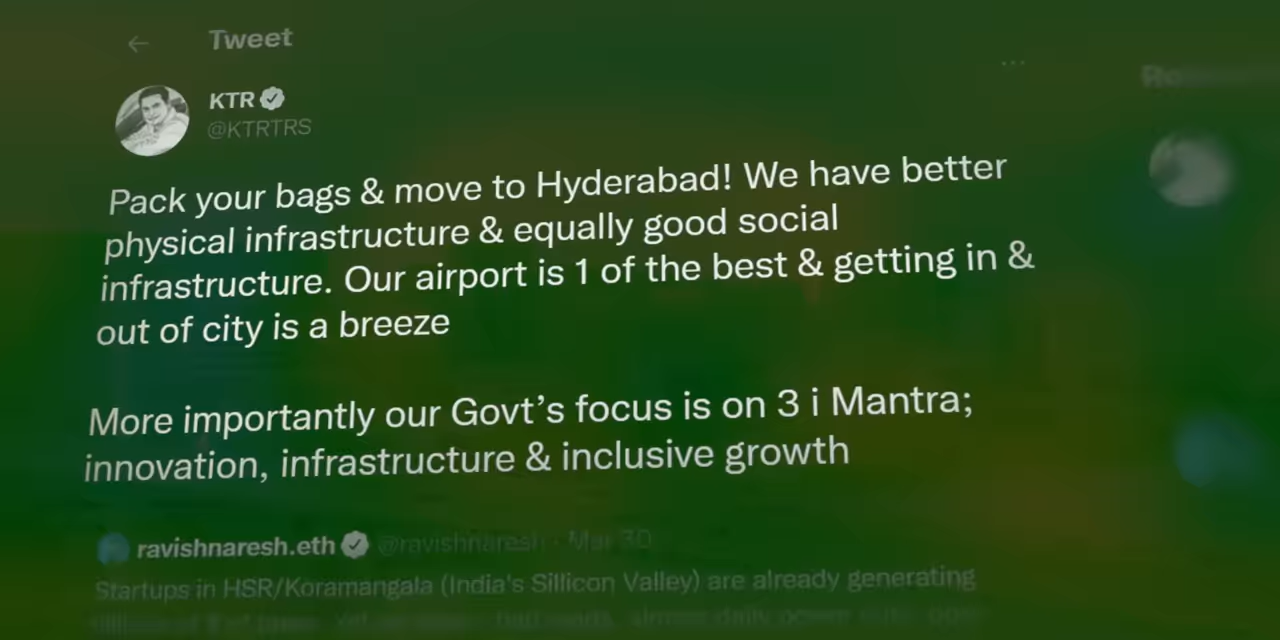 Tweet
KTR
@KTRTRS
Pack your bags & move to Hyderabad! We have better
physical infrastructure & equally good social
infrastructure. Our airport is 1 of the best & getting in &
out of city is a breeze
More importantly our Govt's focus is on 3 i Mantra;
innovation, infrastructure & inclusive growth
ravishnaresh.eth @ravishnaresh · Mar 30
Startups in HSR/Koramangala (India's Sillicon Valley) are already generating